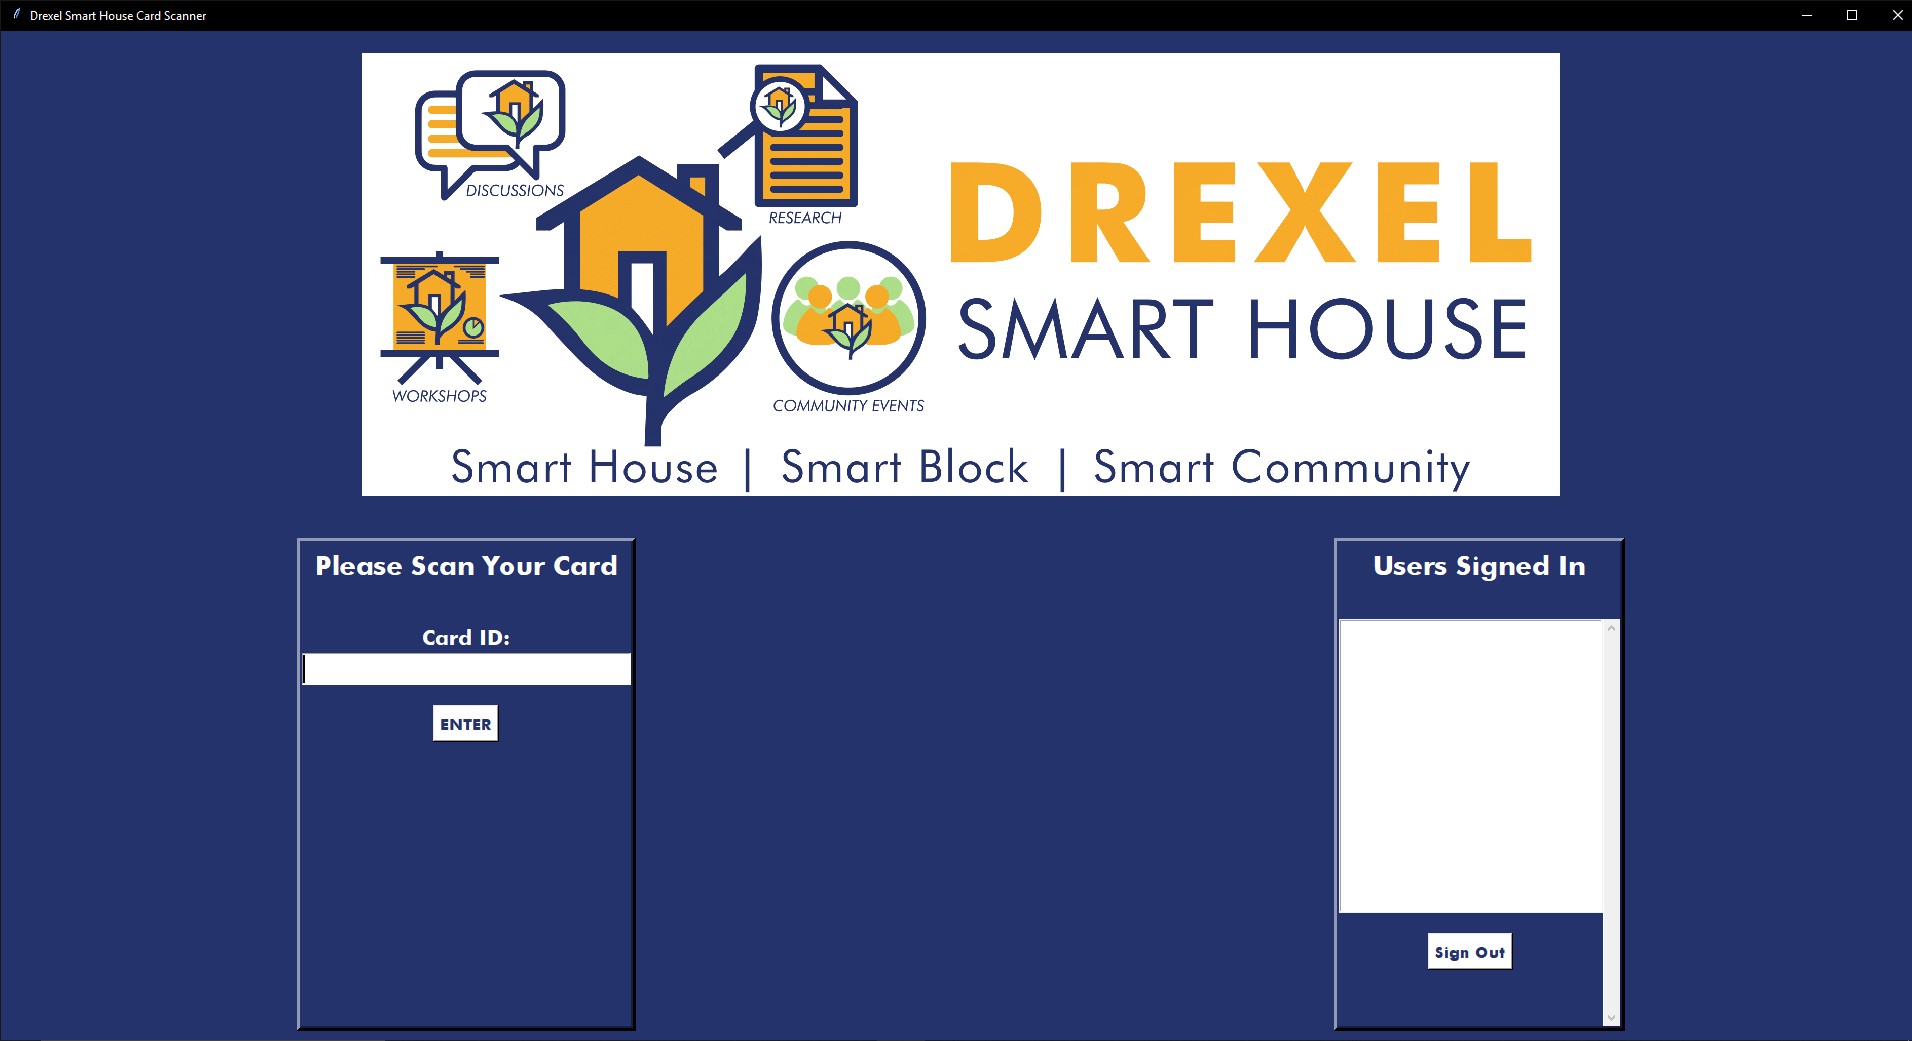 Drexel Smart House Card Scanner
DISCUSSIONS
RESEARCH
WORKSHOPS
COMMUNITY EVENTS
DREXEL
SMART HOUSE
Smart House | Smart Block | Smart Community
Please Scan Your Card
Card ID:
ENTER
Users Signed In
Sign Out